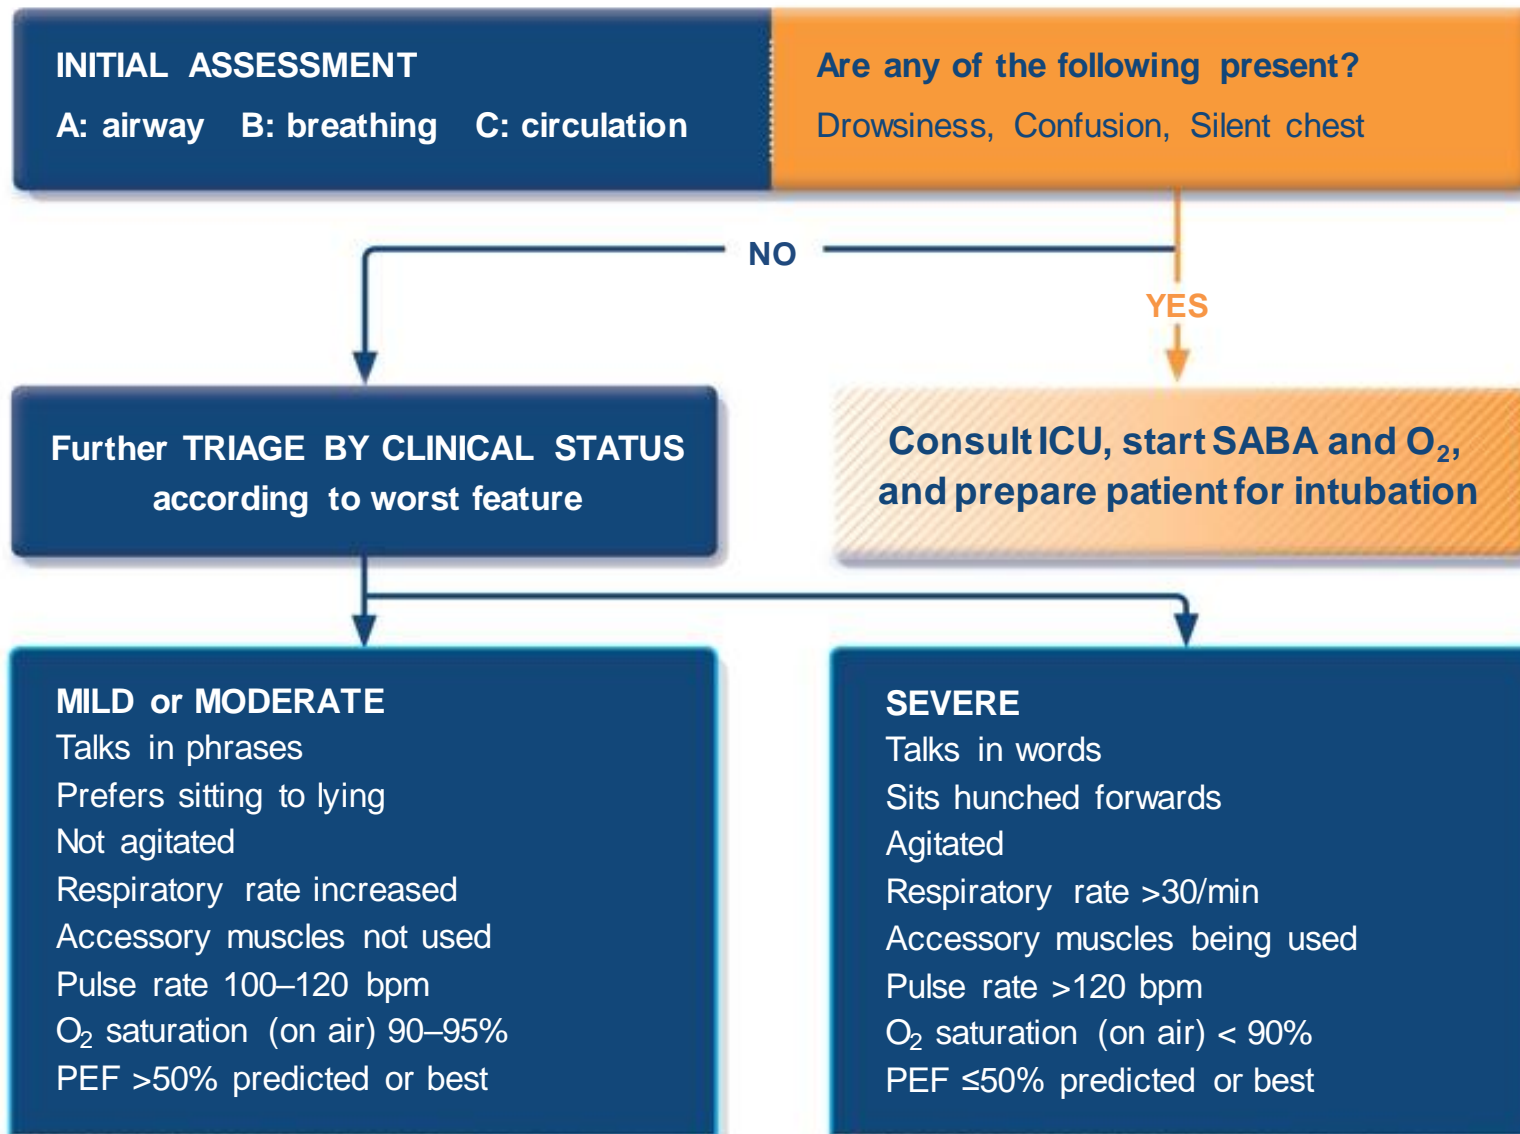 INITIAL ASSESSMENT
A: airway B: breathing C: circulation
Are any of the following present?
Drowsiness, Confusion, Silent chest
NO
YES
Further TRIAGE BY CLINICAL STATUS
according to worst feature
Consult ICU, start SABA and O₂,
and prepare patient for intubation
MILD or MODERATE
Talks in phrases
Prefers sitting to lying
Not agitated
Respiratory rate increased
Accessory muscles not used
Pulse rate 100–120 bpm
O₂ saturation (on air) 90–95%
PEF >50% predicted or best
SEVERE
Talks in words
Sits hunched forwards
Agitated
Respiratory rate >30/min
Accessory muscles being used
Pulse rate >120 bpm
O₂ saturation (on air) < 90%
PEF ≤50% predicted or best